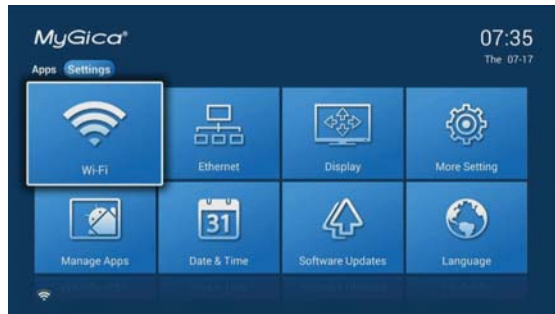 MyGica®
07:35
The 07-17
Apps Settings
Wi-Fi Ethernet Display More Setting
31
Manage Apps Date & Time Software Updates Language